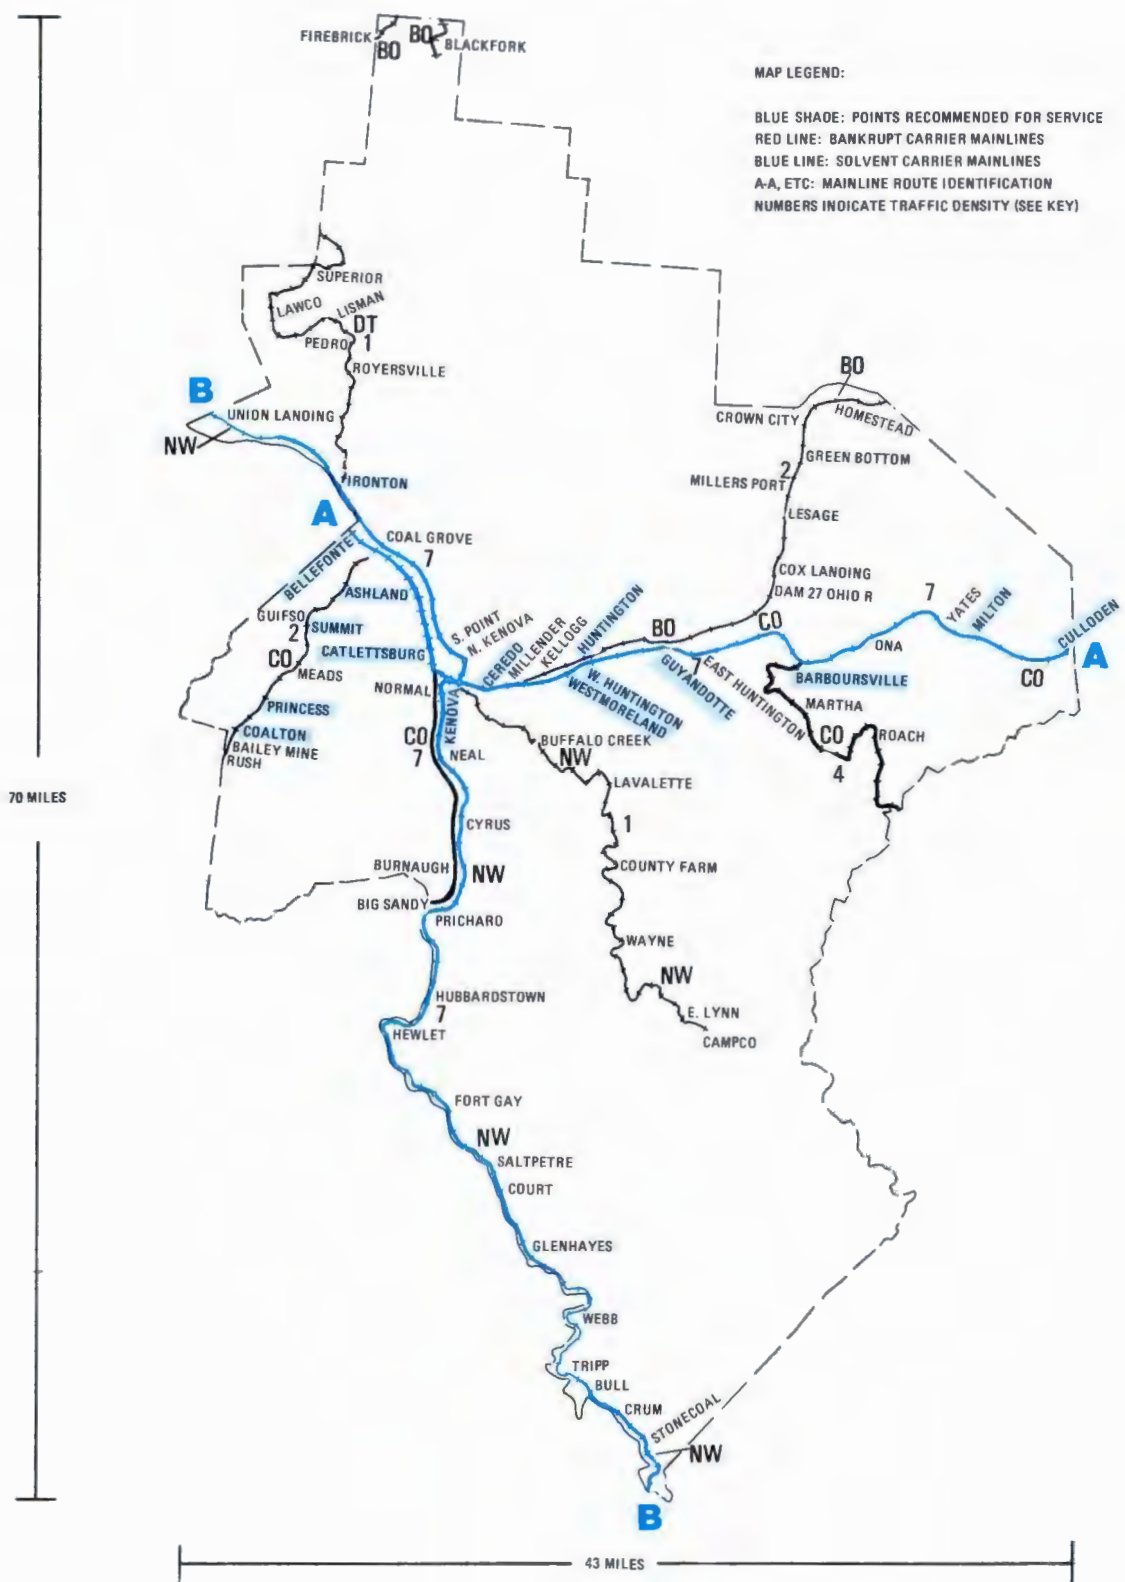 FIREBRICK
BO
BO
BLACKFORK
MAP LEGEND:
BLUE SHADE: POINTS RECOMMENDED FOR SERVICE
RED LINE: BANKRUPT CARRIER MAINLINES
BLUE LINE: SOLVENT CARRIER MAINLINES
A-A, ETC: MAINLINE ROUTE IDENTIFICATION
NUMBERS INDICATE TRAFFIC DENSITY (SEE KEY)
SUPERIOR
LAWCO
LISMAN
DT
1
PEDRO
ROYERSVILLE
B
UNION LANDING
NW
IRONTON
A
COAL GROVE
7
BELLEFONTE
ASHLAND
GUIFSO
2
SUMMIT
CATLETTSBURG
CO
MEADS
NORMAL
PRINCESS
COALTON
BAILEY MINE
RUSH
BO
CROWN CITY
HOMESTEAD
2
GREEN BOTTOM
MILLERS PORT
LESAGE
COX LANDING
DAM 27 OHIO R
7
YATES
MILTON
CULLODEN
A
CO
ONA
CO
BO
S. POINT
N. KENOVA
CEREDO
MILLENDER
KELLOGG
HUNTINGTON
W. HUNTINGTON
WESTMORELAND
GUYANDOTTE
1
EAST HUNTINGTON
BARBOURSVILLE
MARTHA
CO
4
ROACH
KENOVA
CO
7
NEAL
BUFFALO CREEK
NW
LAVALETTE
1
COUNTY FARM
WAYNE
NW
E. LYNN
CAMPCO
70 MILES
CYRUS
BURNAUGH
NW
BIG SANDY
PRICHARD
HUBBARDSTOWN
7
HEWLET
FORT GAY
NW
SALTPETRE
COURT
GLENHAYES
WEBB
TRIPP
BULL
CRUM
STONECOAL
NW
B
43 MILES